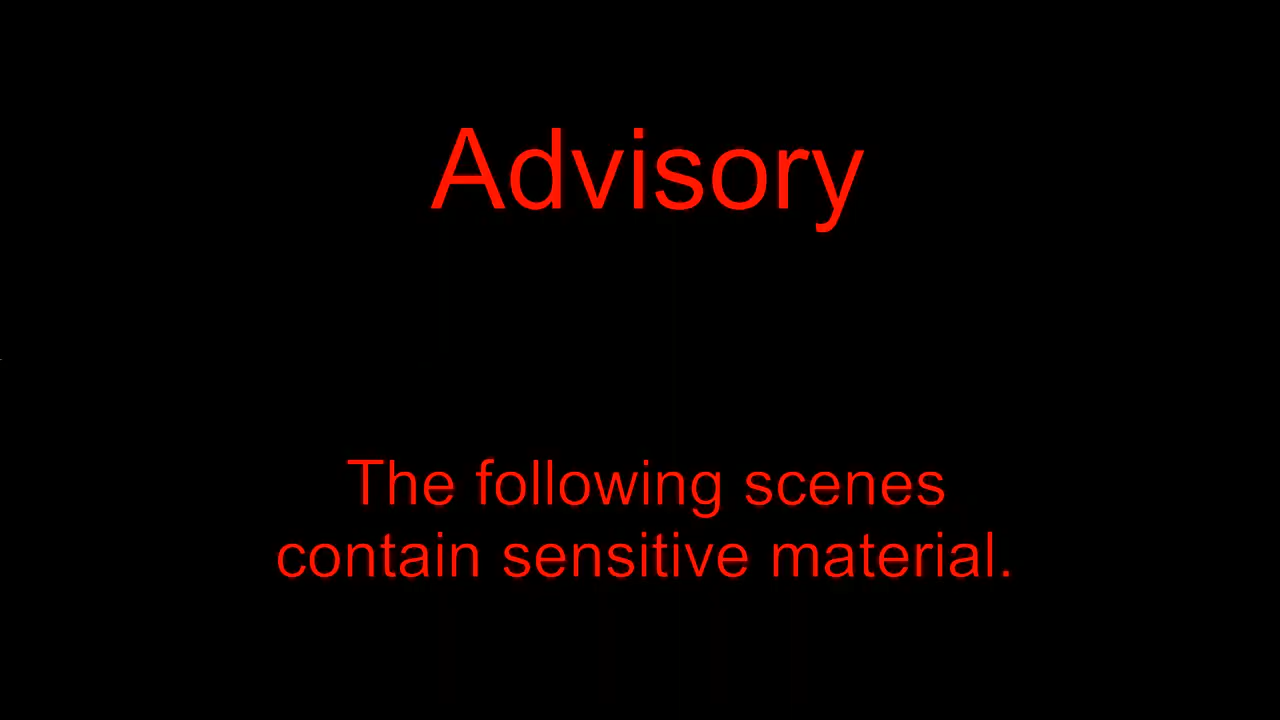 Advisory
The following scenes
contain sensitive material.